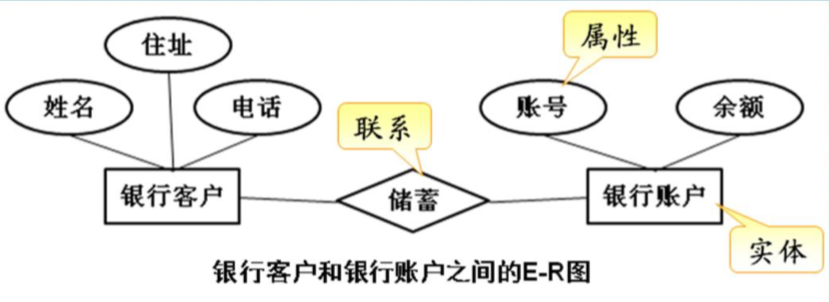 住址
属性
姓名
电话
账号
余额
联系
银行客户
储蓄
银行账户
实体
银行客户和银行账户之间的E-R图